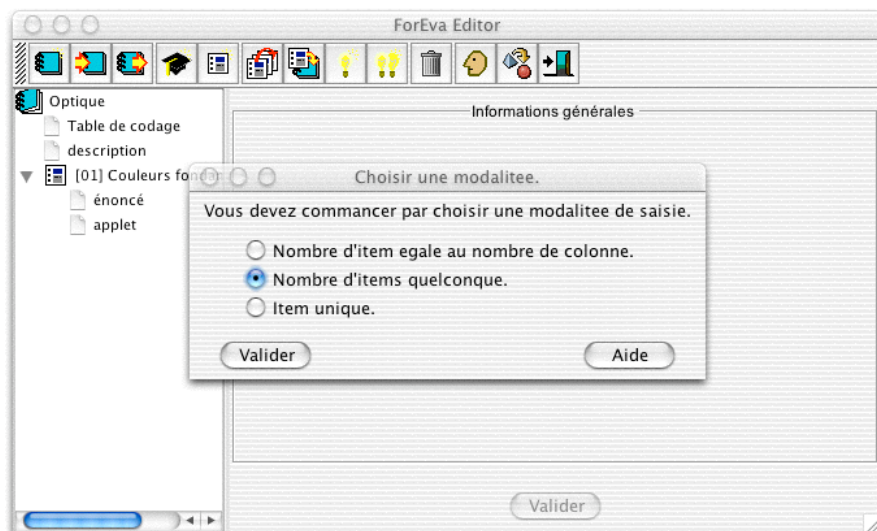 ForEva Editor
Optique
Informations générales
Table de codage
description
[01] Couleurs
Choisir une modalitee.
énoncé
Vous devez commancer par choisir une modalitee de saisie.
applet
Nombre d'item egale au nombre de colonne.
Nombre d'items quelconque.
Item unique.
Valider
Aide
Valider